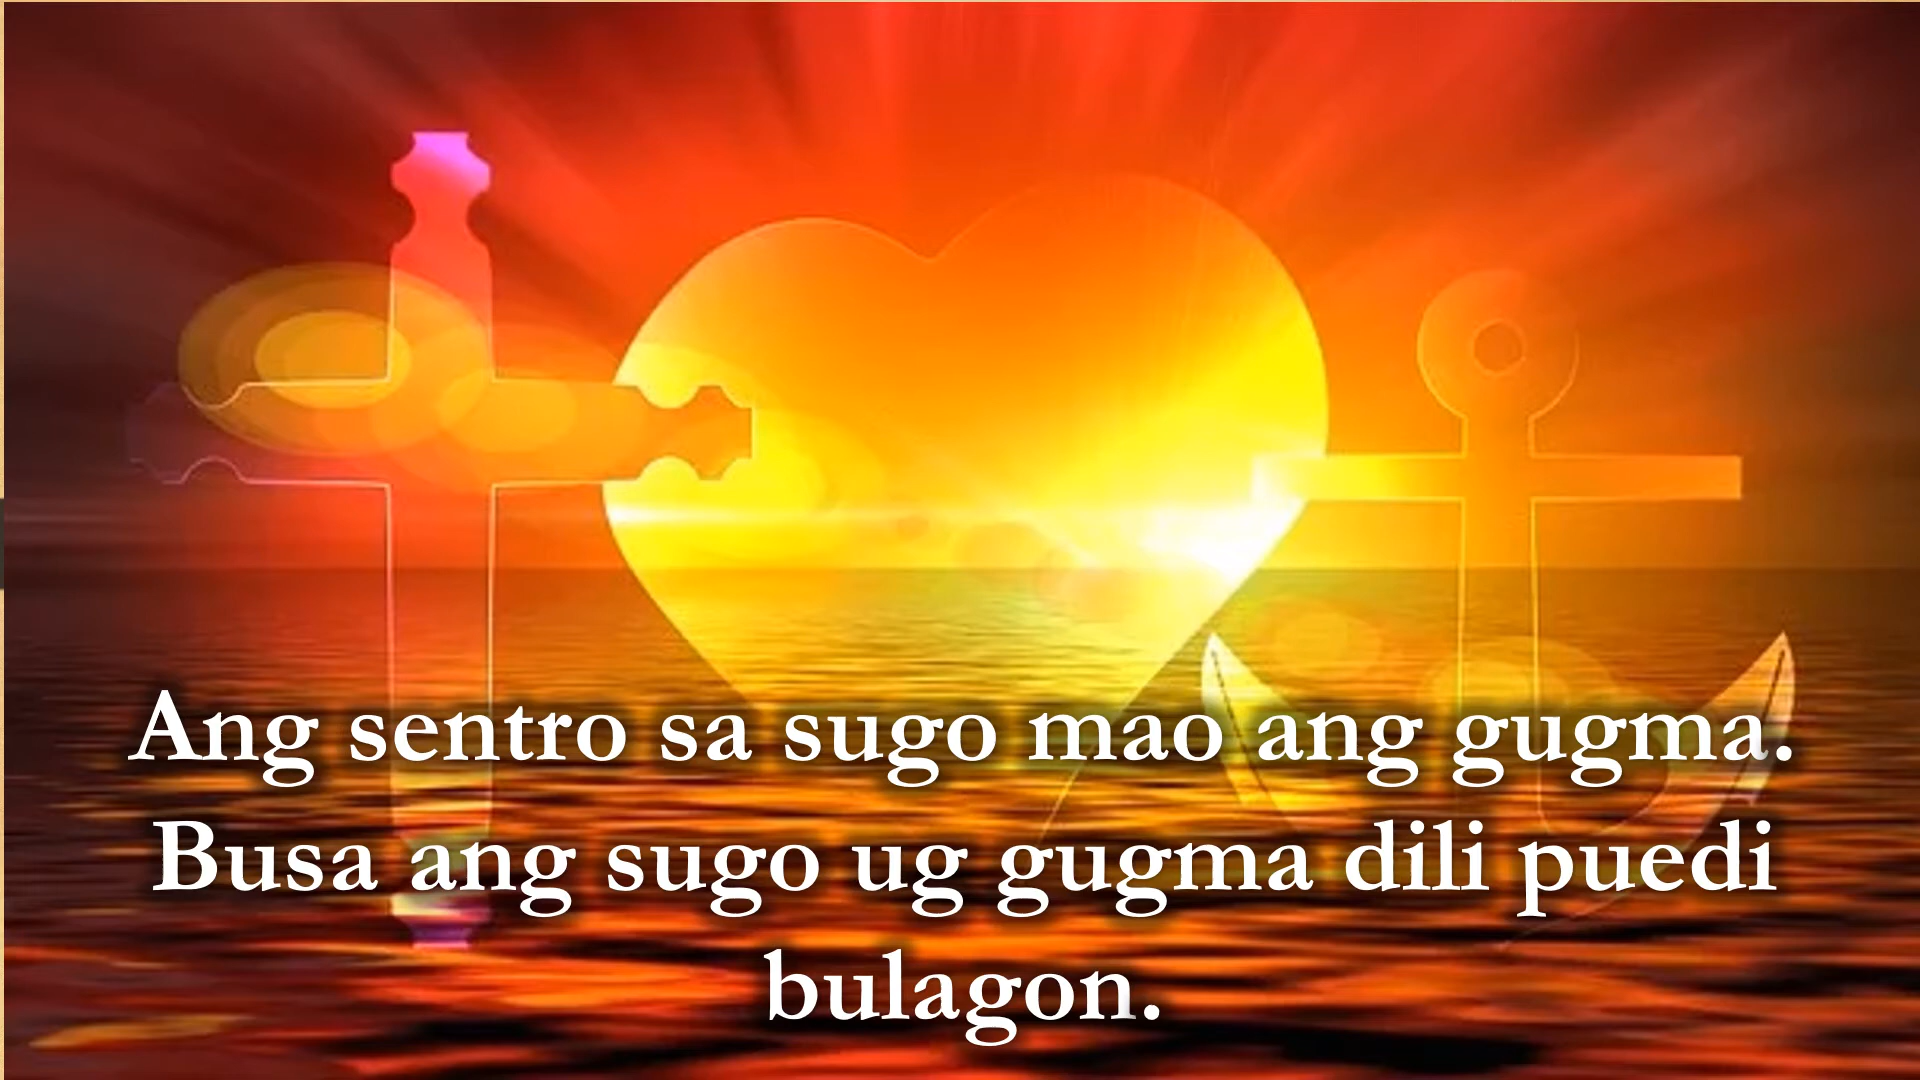 Ang sentro sa sugo mao ang gugma.
Busa ang sugo ug gugma dili puedi
bulagon.